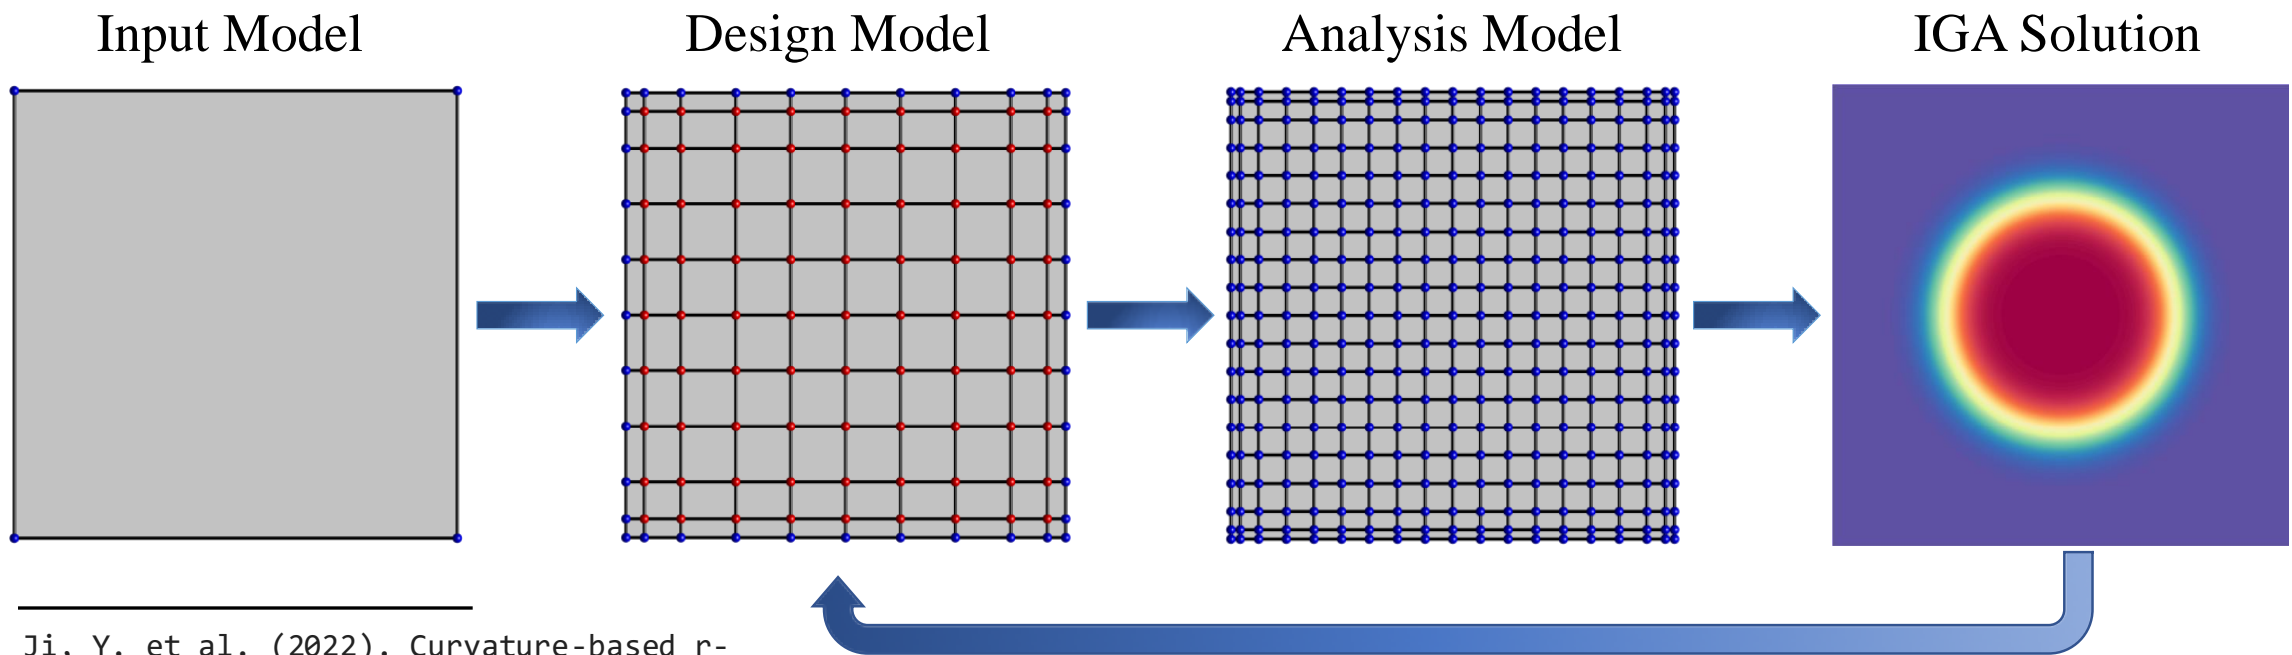 Input Model
Design Model
Analysis Model
IGA Solution
Ji, Y. et al. (2022). Curvature-based r-